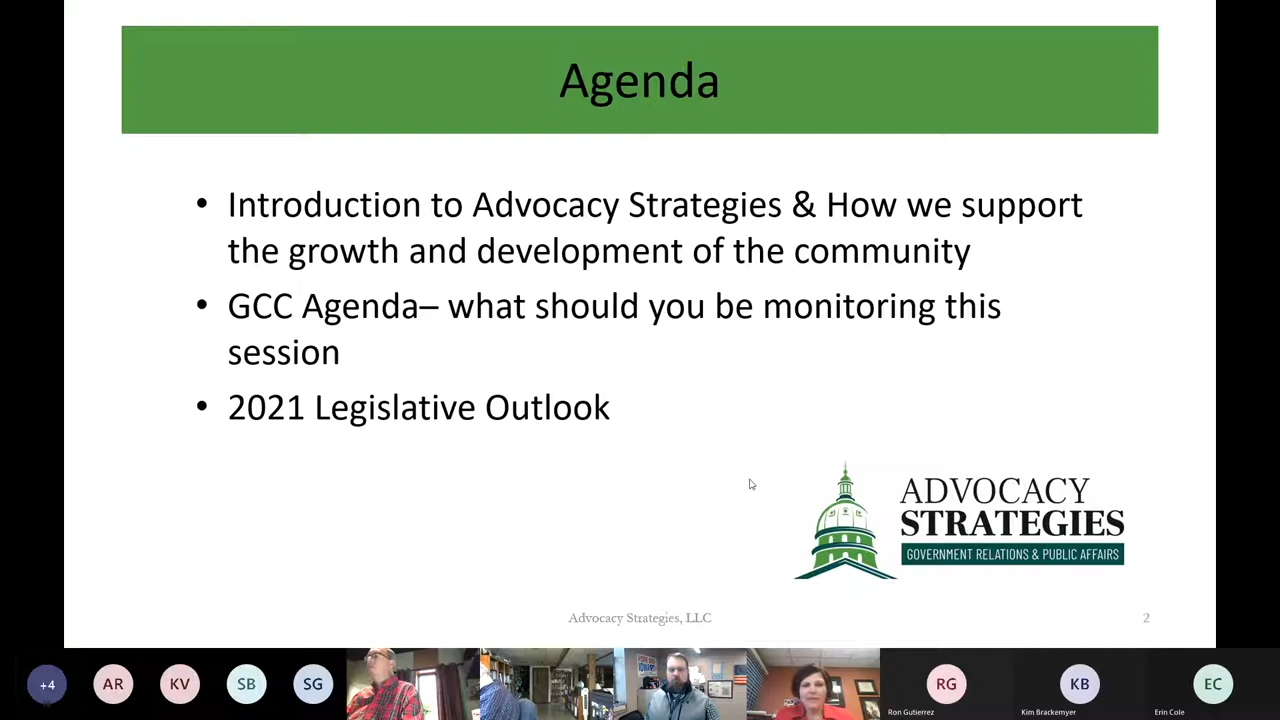 Agenda
• Introduction to Advocacy Strategies & How we support
the growth and development of the community
• GCC Agenda– what should you be monitoring this
session
• 2021 Legislative Outlook
ADVOCACY
STRATEGIES
GOVERNMENT RELATIONS & PUBLIC AFFAIRS
Advocacy Strategies, LLC
2
+4
AR
KV
SB
SG
RG
KB
EC
Ron Gutierrez
Kim Brackemyer
Erin Cole